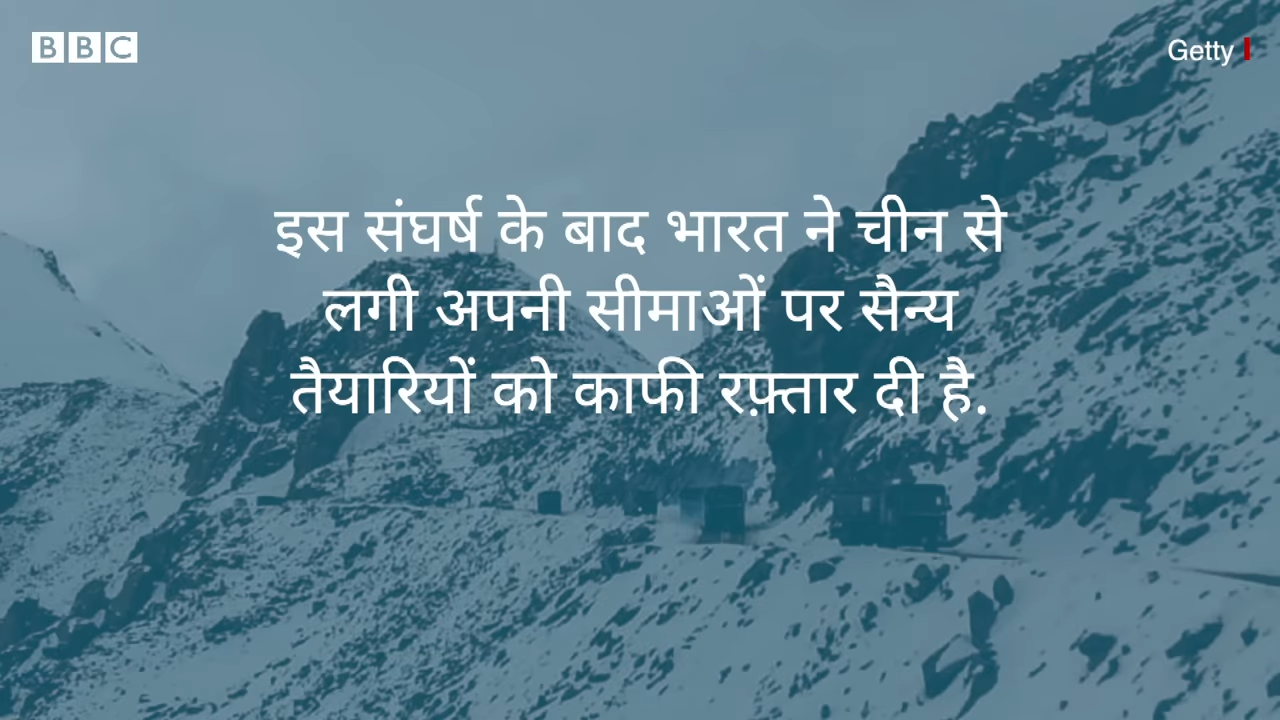 BBC
Getty
इस संघर्ष के बाद भारत ने चीन से
लगी अपनी सीमाओं पर सैन्य
तैयारियों को काफी रफ़्तार दी है.